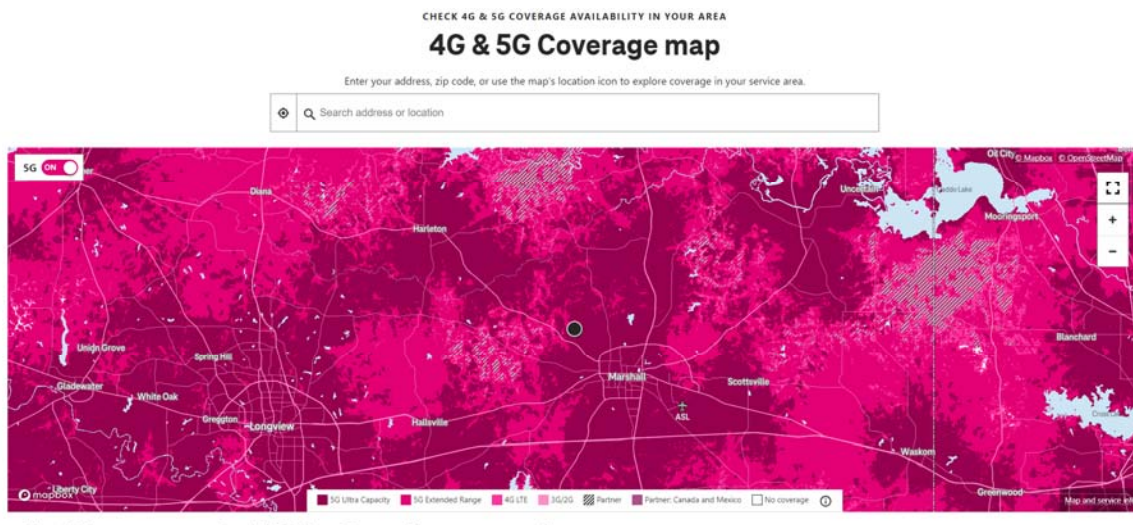 CHECK 4G & 5G COVERAGE AVAILABILITY IN YOUR AREA
4G & 5G Coverage map
Enter your address, zip code, or use the map's location icon to explore coverage in your service area.
Search address or location
5G ON
Oil City
© Mapbox © OpenStreetMap
Diana
Uncertain
Caddo Lake
Mooringsport
Harleton
+
−
Union Grove
Spring Hill
Blanchard
Marshall
Scottsville
Gladewater
White Oak
ASL
Greggton
Longview
Hallsville
Waskom
Liberty City
Greenwood
mapbox
5G Ultra Capacity
5G Extended Range
4G LTE
3G/2G
Partner
Partner: Canada and Mexico
No coverage
Map and service inf